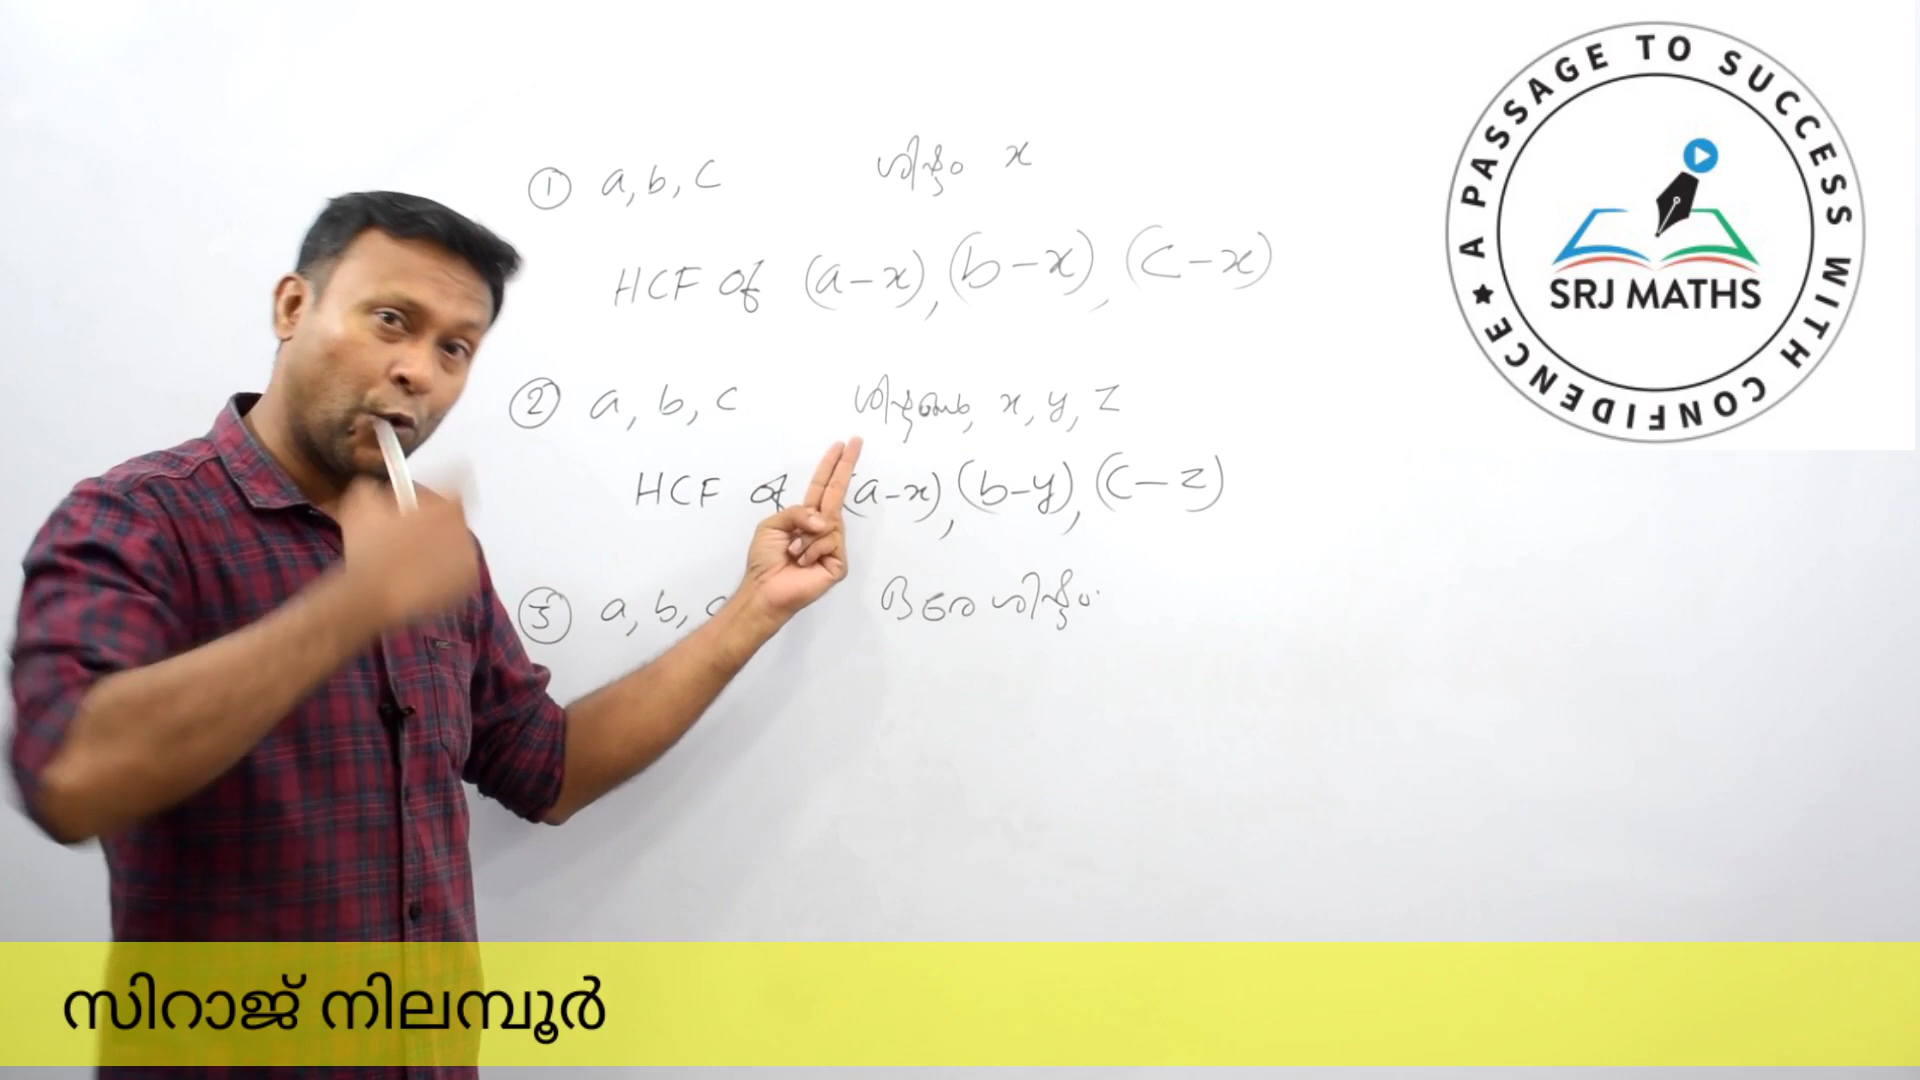 ① a, b, c ശിഷ്ടം x
HCF of (a-x), (b-x), (c-x)
② a, b, c ശിഷ്ടങ്ങൾ, x, y, z
HCF of (a-x), (b-y), (c-z)
③ a, b, c ഒരേ ശിഷ്ടം.
A PASSAGE TO SUCCESS WITH CONFIDENCE ★
SRJ MATHS
സിറാജ് നിലമ്പൂർ